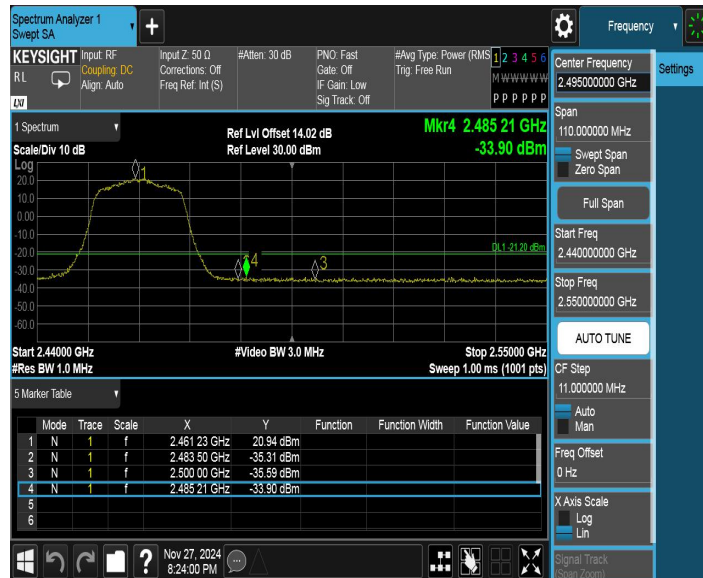 Spectrum Analyzer 1
Swept SA
+
Frequency
KEYSIGHT
RL
LXI
Input: RF
Coupling: DC
Align: Auto
Input Z: 50 Ω
Corrections: Off
Freq Ref: Int (S)
#Atten: 30 dB
PNO: Fast
Gate: Off
IF Gain: Low
Sig Track: Off
#Avg Type: Power (RMS
Trig: Free Run
1 2 3 4 5 6
M W W W W W
P P P P P P
1 Spectrum
Scale/Div 10 dB
Ref Lvl Offset 14.02 dB
Ref Level 30.00 dBm
Mkr4 2.485 21 GHz
-33.90 dBm
Log
20.0
10.0
0.00
-10.0
-20.0
-30.0
-40.0
-50.0
-60.0
1
4
3
DL1 -21.20 dBm
Start 2.44000 GHz
#Res BW 1.0 MHz
#Video BW 3.0 MHz
Stop 2.55000 GHz
Sweep 1.00 ms (1001 pts)
5 Marker Table
Mode Trace Scale X Y Function Function Width Function Value
1 N 1 f 2.461 23 GHz 20.94 dBm
2 N 1 f 2.483 50 GHz -35.31 dBm
3 N 1 f 2.500 00 GHz -35.59 dBm
4 N 1 f 2.485 21 GHz -33.90 dBm
5
6
Nov 27, 2024
8:24:00 PM
?
Center Frequency
2.495000000 GHz
Settings
Span
110.000000 MHz
Swept Span
Zero Span
Full Span
Start Freq
2.440000000 GHz
Stop Freq
2.550000000 GHz
AUTO TUNE
CF Step
11.000000 MHz
Auto
Man
Freq Offset
0 Hz
X Axis Scale
Log
Lin
Signal Track
(Span Zoom)